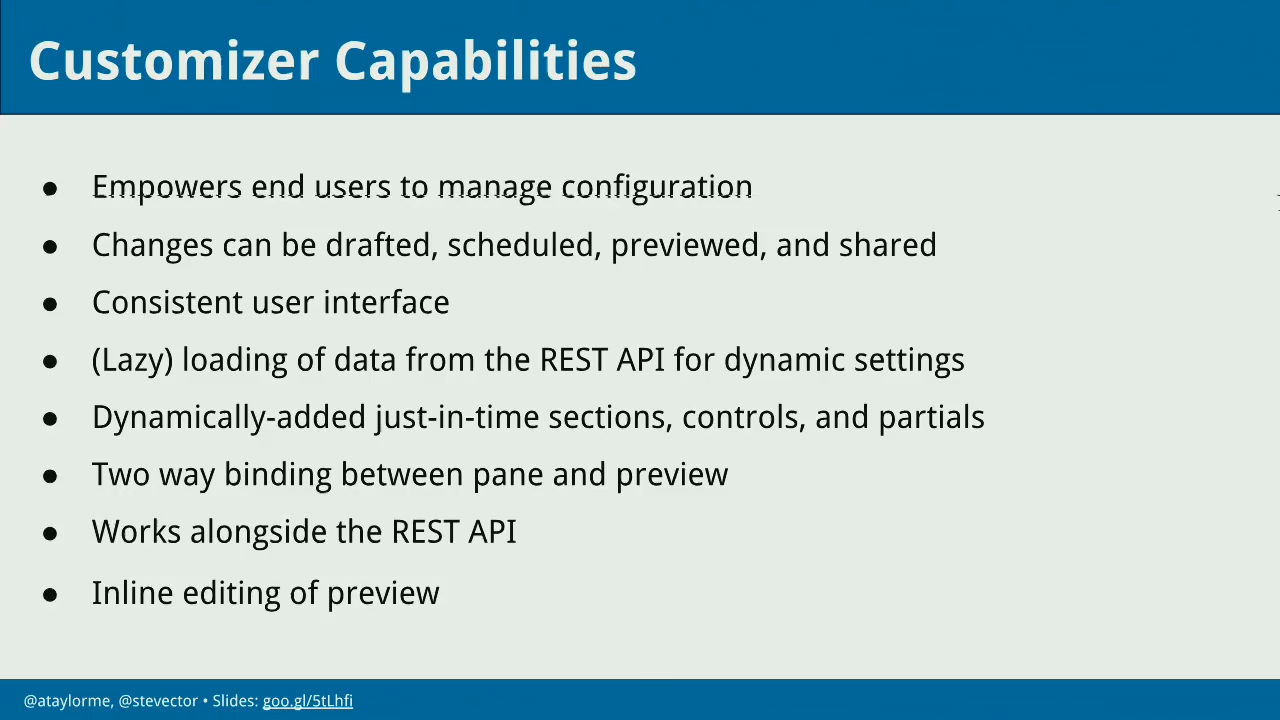 Customizer Capabilities
● Empowers end users to manage configuration
● Changes can be drafted, scheduled, previewed, and shared
● Consistent user interface
● (Lazy) loading of data from the REST API for dynamic settings
● Dynamically-added just-in-time sections, controls, and partials
● Two way binding between pane and preview
● Works alongside the REST API
● Inline editing of preview
@ataylorme, @stevector • Slides: goo.gl/5tLhfi